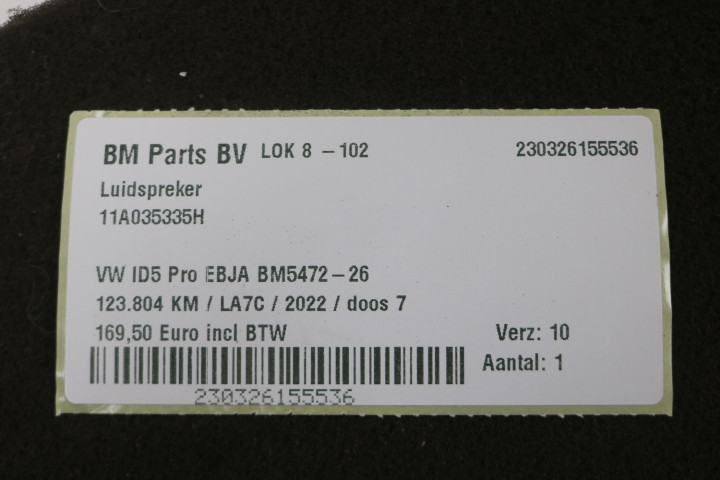 BM Parts BV LOK 8 - 102 230326155536
Luidspreker
11A035335H
VW ID5 Pro EBJA BM5472-26
123.804 KM / LA7C / 2022 / doos 7
169,50 Euro incl BTW Verz: 10
Aantal: 1
230326155536